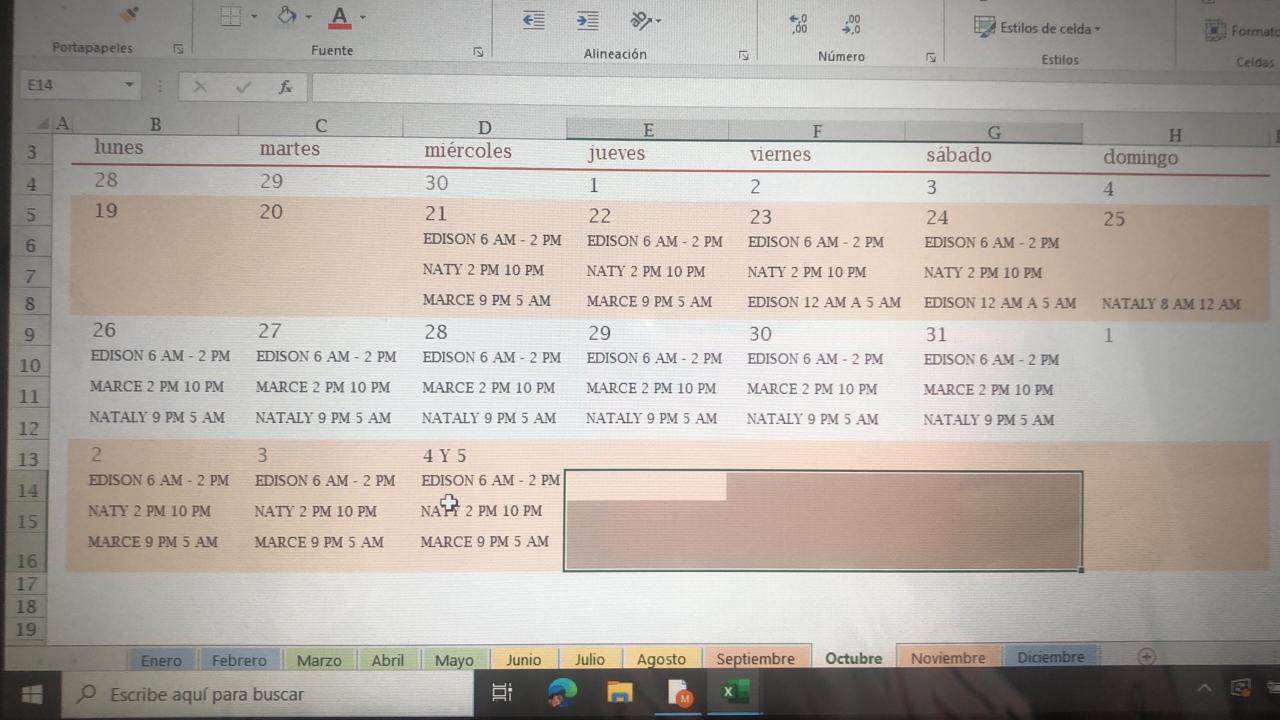 Portapapeles Fuente Alineación Número Estilos de celda Estilos Formato Celdas
E14 fx
A B C D E F G H
3 lunes martes miércoles jueves viernes sábado domingo
4 28 29 30 1 2 3 4
5 19 20 21 22 23 24 25
6 EDISON 6 AM - 2 PM EDISON 6 AM - 2 PM EDISON 6 AM - 2 PM EDISON 6 AM - 2 PM
7 NATY 2 PM 10 PM NATY 2 PM 10 PM NATY 2 PM 10 PM NATY 2 PM 10 PM
8 MARCE 9 PM 5 AM MARCE 9 PM 5 AM EDISON 12 AM A 5 AM EDISON 12 AM A 5 AM NATALY 8 AM 12 AM
9 26 27 28 29 30 31 1
10 EDISON 6 AM - 2 PM EDISON 6 AM - 2 PM EDISON 6 AM - 2 PM EDISON 6 AM - 2 PM EDISON 6 AM - 2 PM EDISON 6 AM - 2 PM
11 MARCE 2 PM 10 PM MARCE 2 PM 10 PM MARCE 2 PM 10 PM MARCE 2 PM 10 PM MARCE 2 PM 10 PM MARCE 2 PM 10 PM
12 NATALY 9 PM 5 AM NATALY 9 PM 5 AM NATALY 9 PM 5 AM NATALY 9 PM 5 AM NATALY 9 PM 5 AM NATALY 9 PM 5 AM
13 2 3 4 Y 5
14 EDISON 6 AM - 2 PM EDISON 6 AM - 2 PM EDISON 6 AM - 2 PM
15 NATY 2 PM 10 PM NATY 2 PM 10 PM NATY 2 PM 10 PM
16 MARCE 9 PM 5 AM MARCE 9 PM 5 AM MARCE 9 PM 5 AM
17
18
19
Enero Febrero Marzo Abril Mayo Junio Julio Agosto Septiembre Octubre Noviembre Diciembre
Escribe aquí para buscar